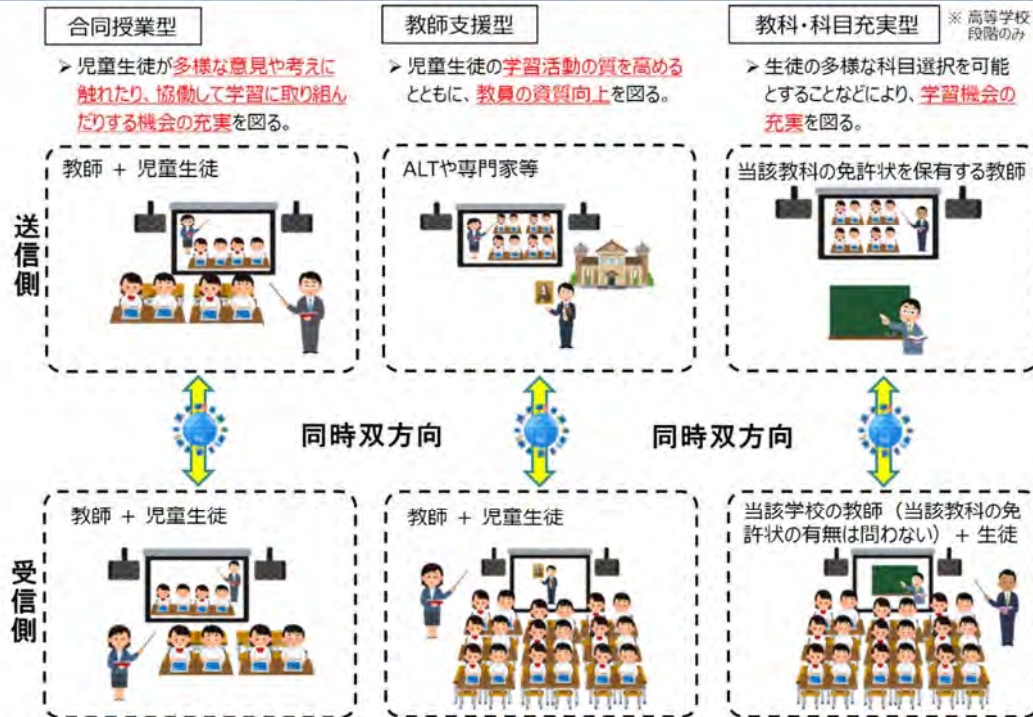 合同授業型
➢ 児童生徒が多様な意見や考えに
触れたり、協働して学習に取り組ん
だりする機会の充実を図る。
教師支援型
➢ 児童生徒の学習活動の質を高める
とともに、教員の資質向上を図る。
教科・科目充実型
※ 高等学校
段階のみ
➢ 生徒の多様な科目選択を可能
とすることなどにより、学習機会の
充実を図る。
送信側
教師 + 児童生徒
ALTや専門家等
当該教科の免許状を保有する教師
同時双方向
同時双方向
受信側
教師 + 児童生徒
教師 + 児童生徒
当該学校の教師（当該教科の免
許状の有無は問わない）+ 生徒